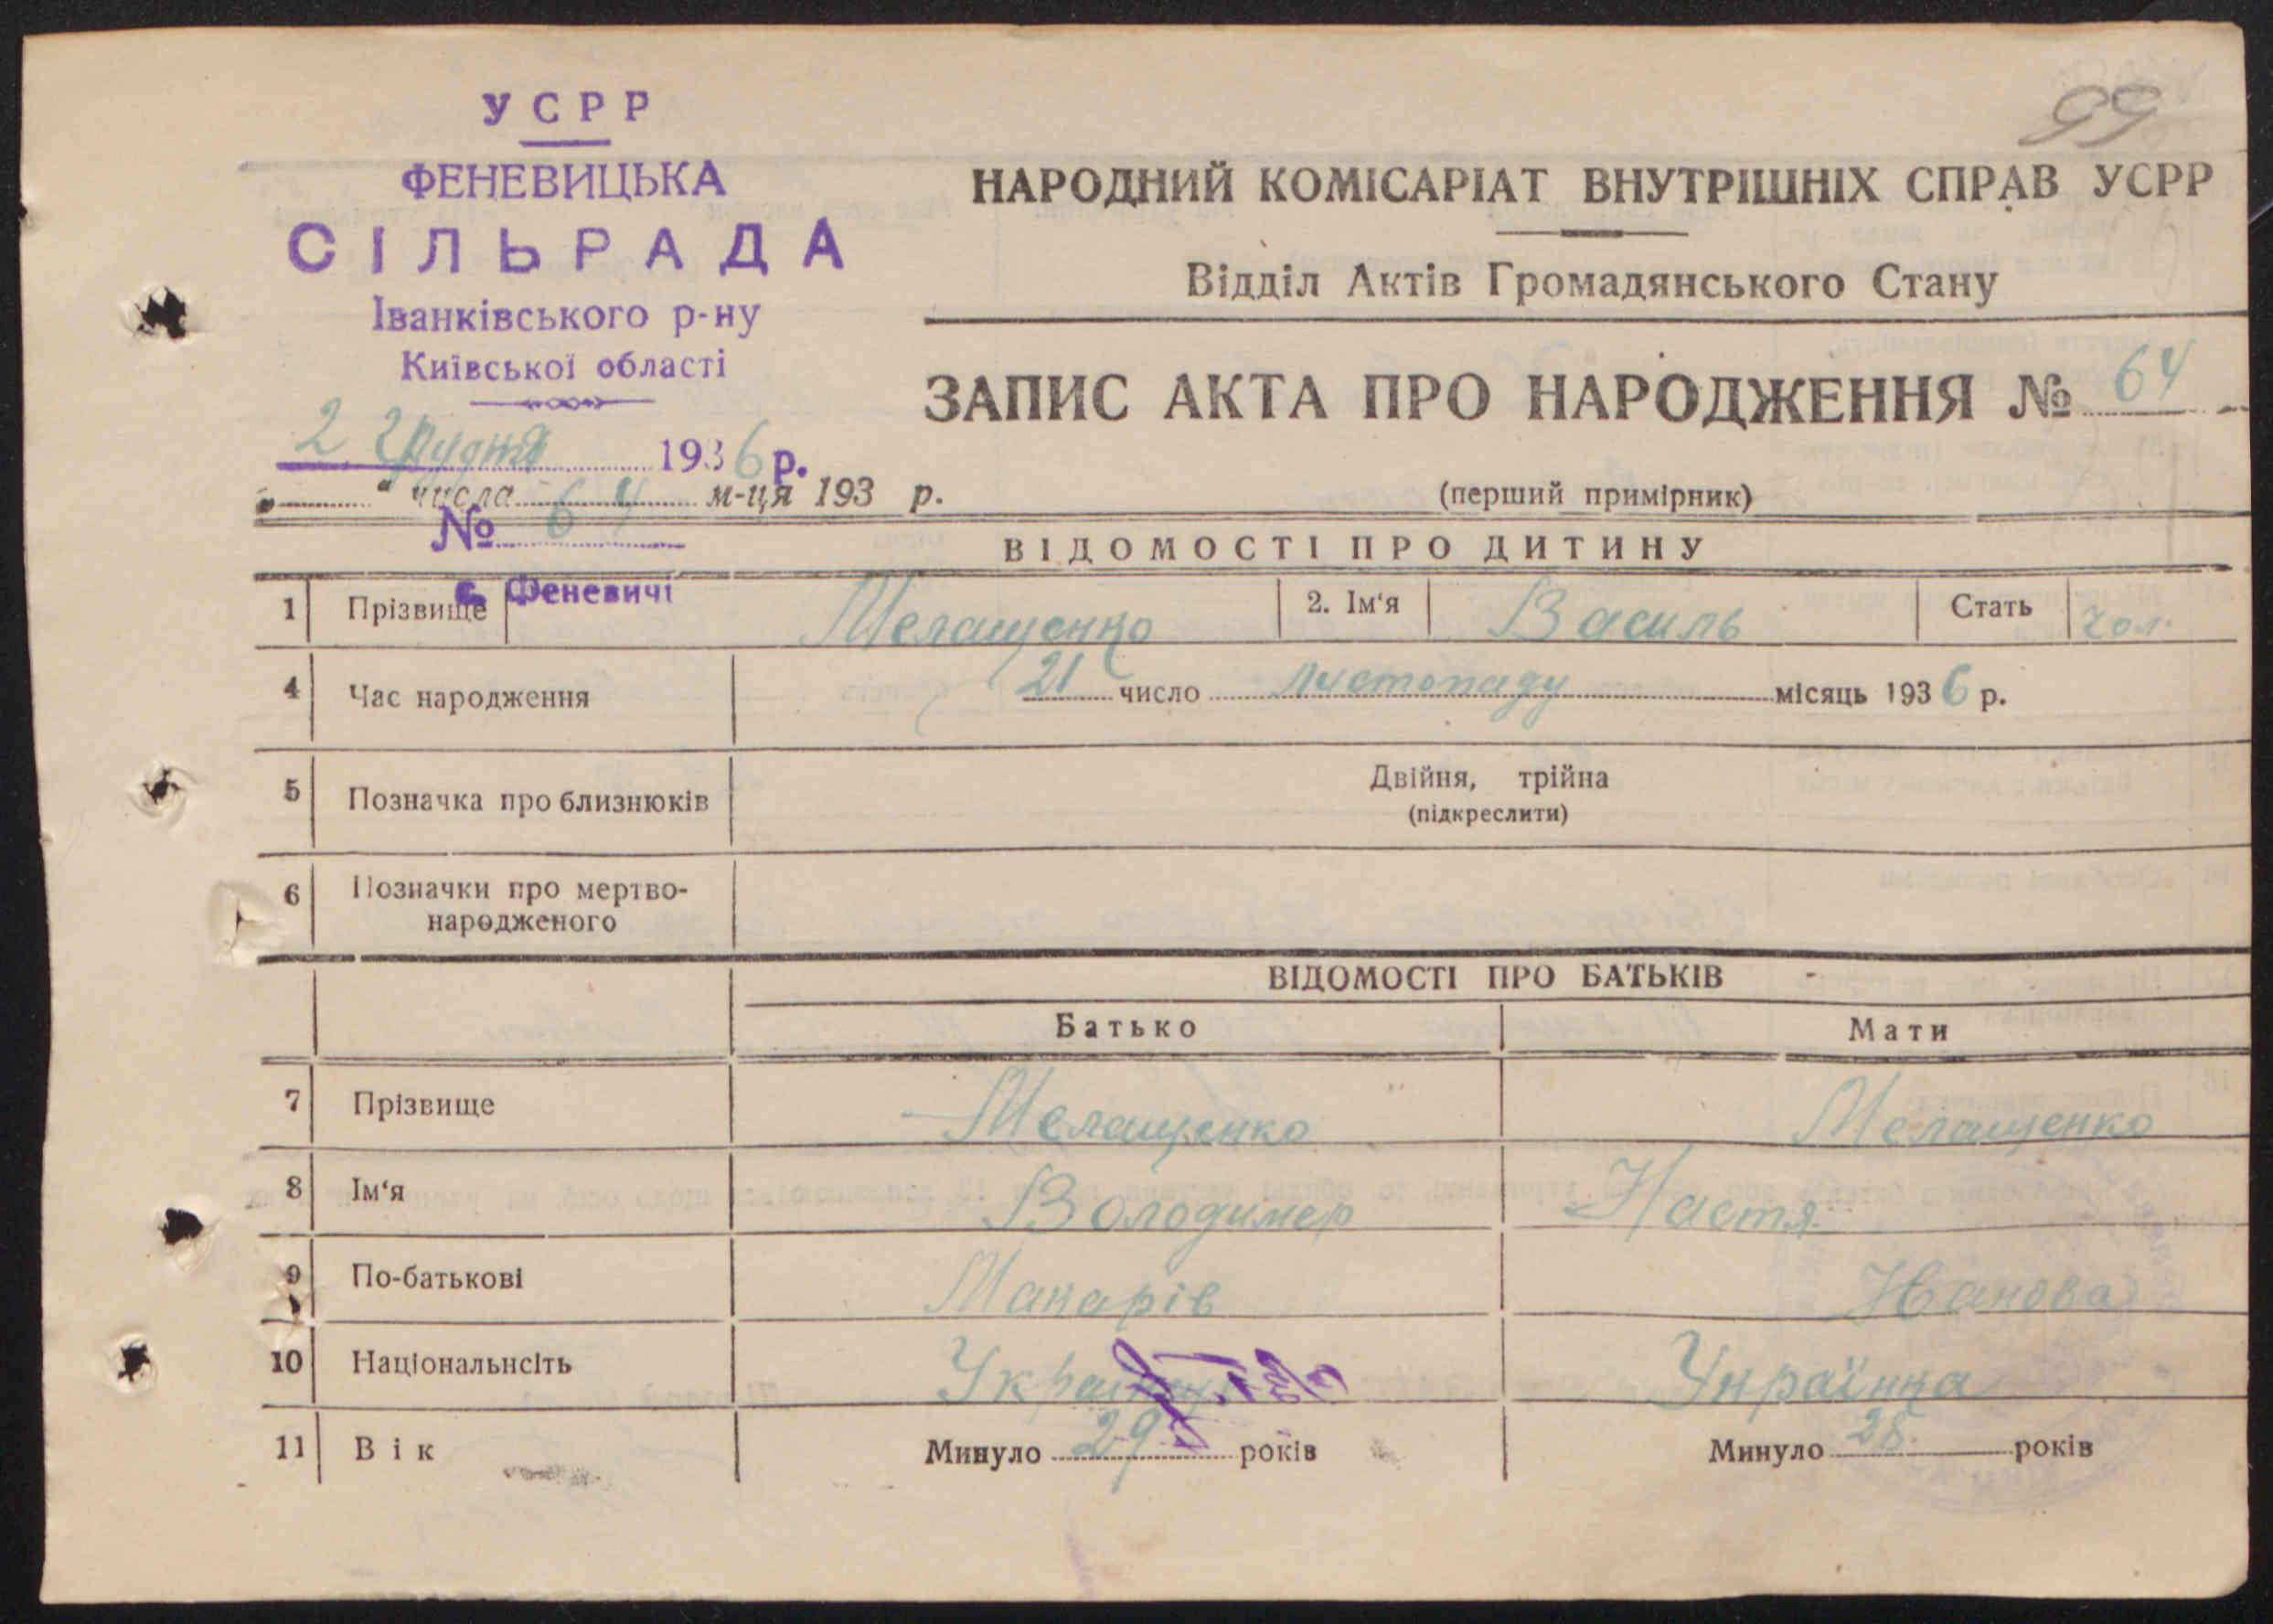 99
УСРР
ФЕНЕВИЦЬКА
СІЛЬРАДА
Іванківського р-ну
Київської області
2 Грудня 1936 р.
" " числа м-ця 193 р.
№ 64
с. Феневичі
НАРОДНИЙ КОМІСАРІАТ ВНУТРІШНІХ СПРАВ УСРР
Відділ Актів Громадянського Стану
ЗАПИС АКТА ПРО НАРОДЖЕННЯ № 64
(перший примірник)
ВІДОМОСТІ ПРО ДИТИНУ
1 Прізвище Мелащенко 2. Ім'я Василь Стать чол.
4 Час народження 21 число листопаду місяць 1936 р.
5 Позначка про близнюків Двійня, трійна
(підкреслити)
6 Позначки про мертво-
народженого
ВІДОМОСТІ ПРО БАТЬКІВ
Батько Мати
7 Прізвище Мелащенко Мелащенко
8 Ім'я Володимер Настя
9 По-батькові Макарів
10 Національнсіть Українка
11 Вік Минуло 29 років Минуло 28 років